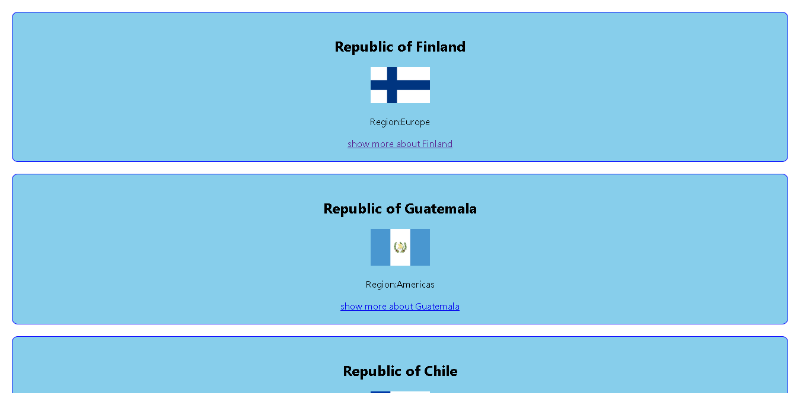 Republic of Finland
Region:Europe
show more about Finland
Republic of Guatemala
Region:Americas
show more about Guatemala
Republic of Chile